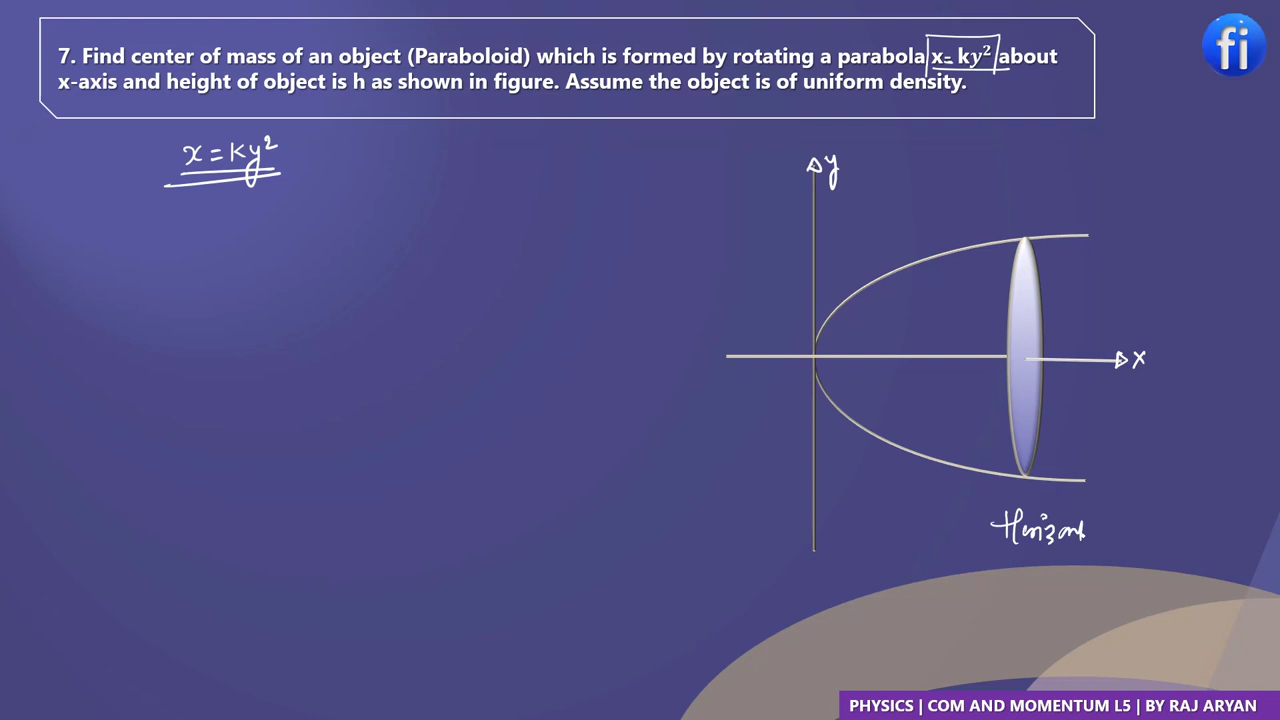 7. Find center of mass of an object (Paraboloid) which is formed by rotating a parabola x= ky² about
x-axis and height of object is h as shown in figure. Assume the object is of uniform density.
fi
x = ky²
y
x
PHYSICS | COM AND MOMENTUM L5 | BY RAJ ARYAN